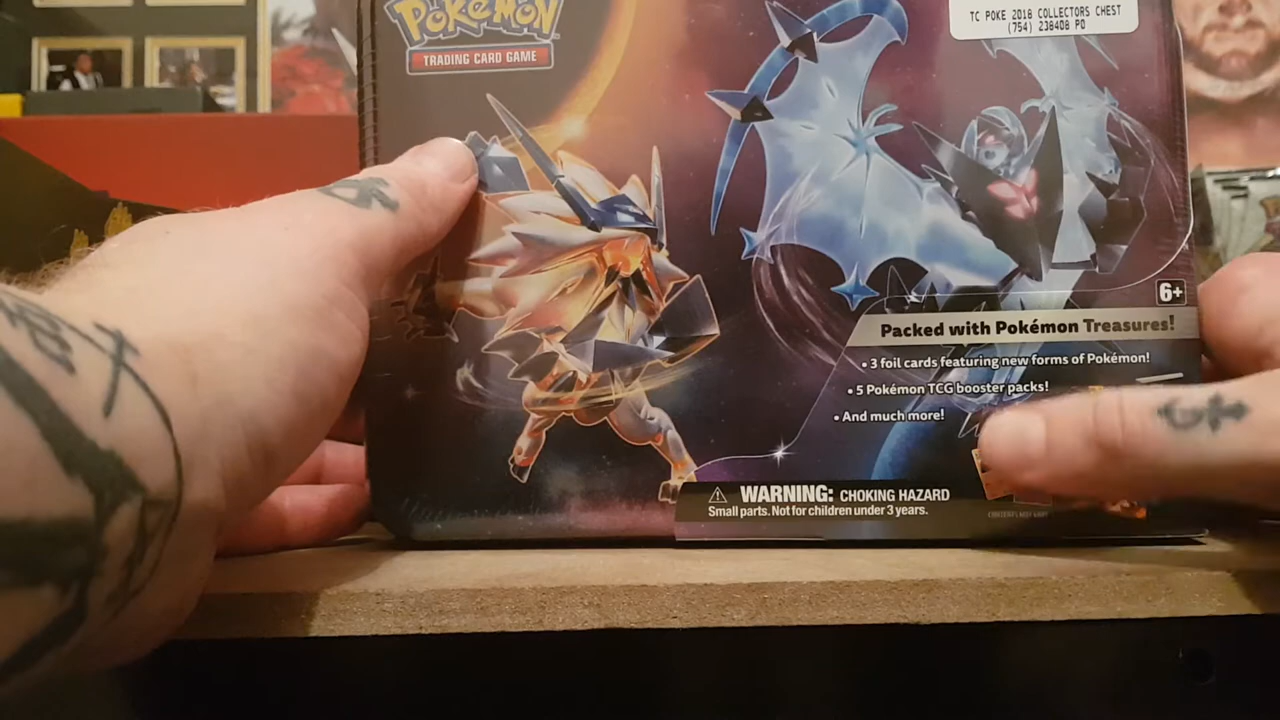 Pokémon
TRADING CARD GAME
TC POKE 2018 COLLECTORS CHEST
(754) 238408 PO
6+
Packed with Pokémon Treasures!
• 3 foil cards featuring new forms of Pokémon!
• 5 Pokémon TCG booster packs!
• And much more!
WARNING: CHOKING HAZARD
Small parts. Not for children under 3 years.